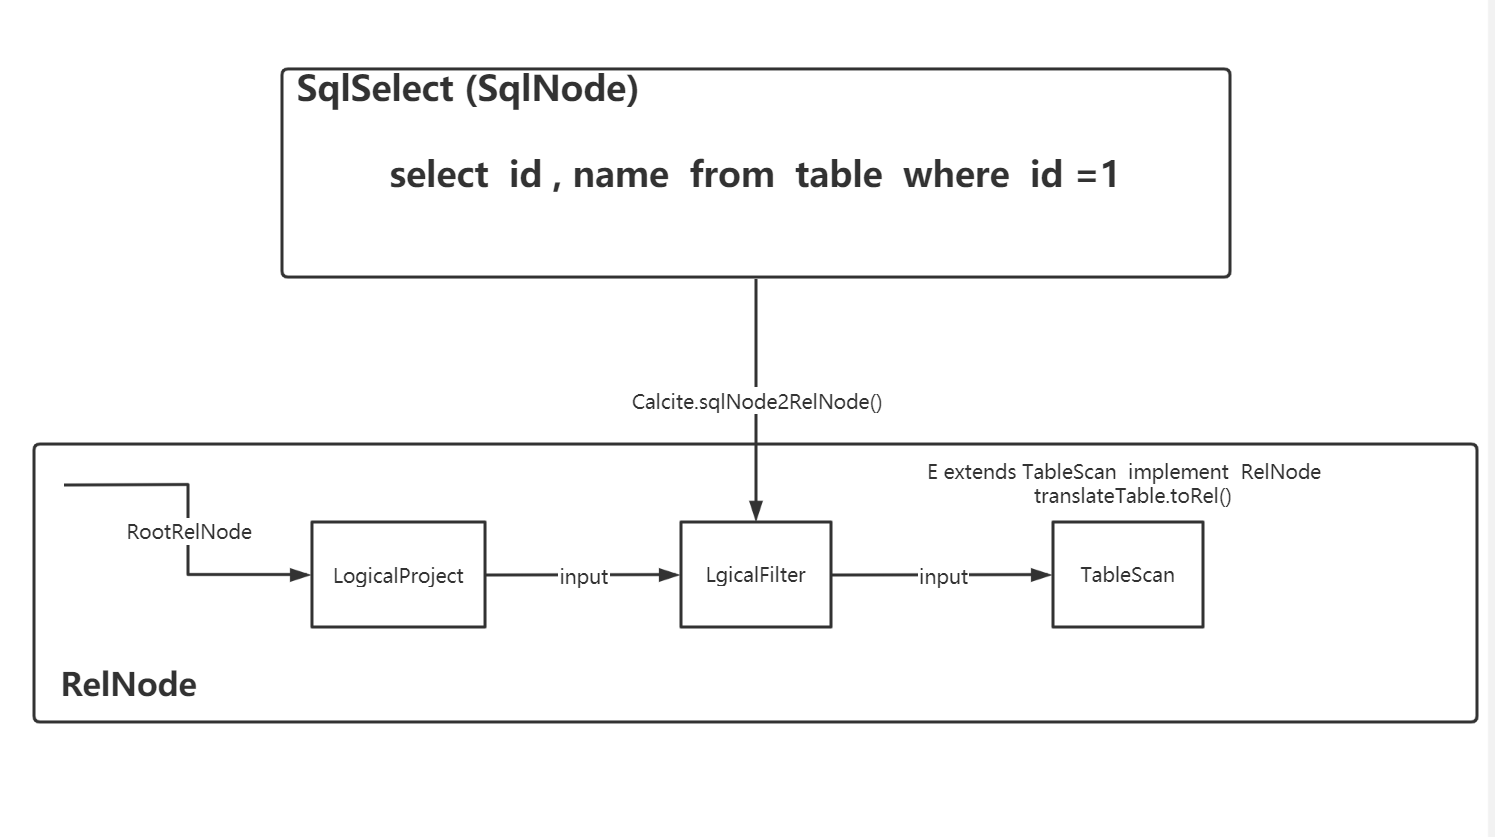 SqlSelect (SqlNode)
select id , name from table where id =1
Calcite.sqlNode2RelNode()
E extends TableScan implement RelNode
translateTable.toRel()
RootRelNode
LogicalProject
input
LgicalFilter
input
TableScan
RelNode